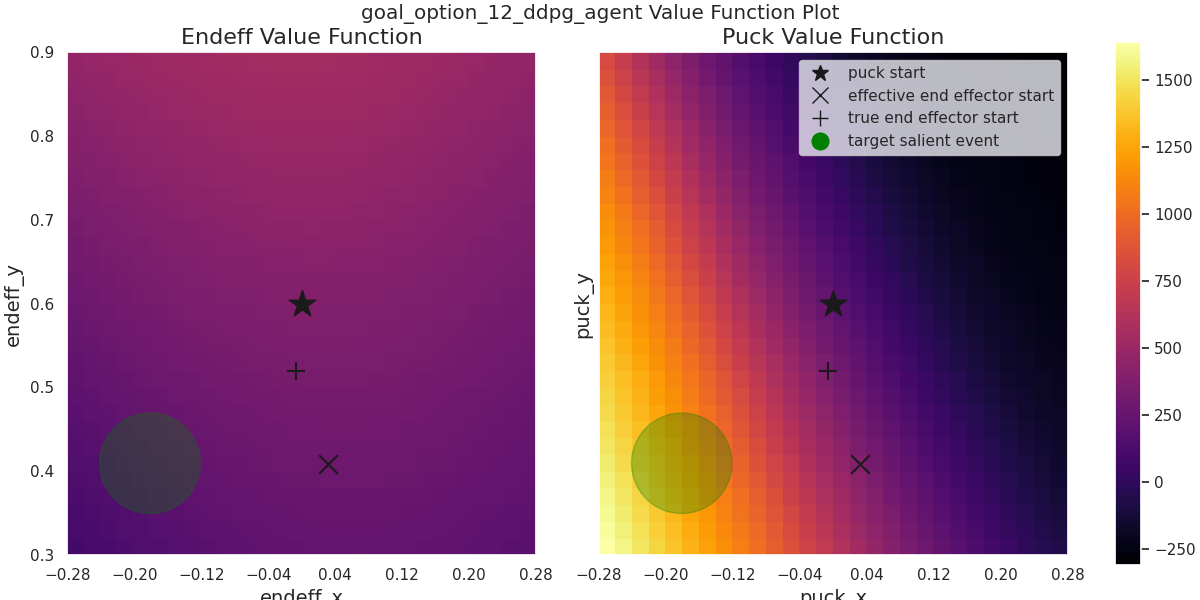 goal_option_12_ddpg_agent Value Function Plot
Endeff Value Function
Puck Value Function
0.9
0.8
0.7
0.6
0.5
0.4
0.3
endeff_y
−0.28
−0.20
−0.12
−0.04
0.04
0.12
0.20
0.28
endeff_x
puck_y
puck start
effective end effector start
true end effector start
target salient event
−0.28
−0.20
−0.12
−0.04
0.04
0.12
0.20
0.28
puck_x
1500
1250
1000
750
500
250
0
−250